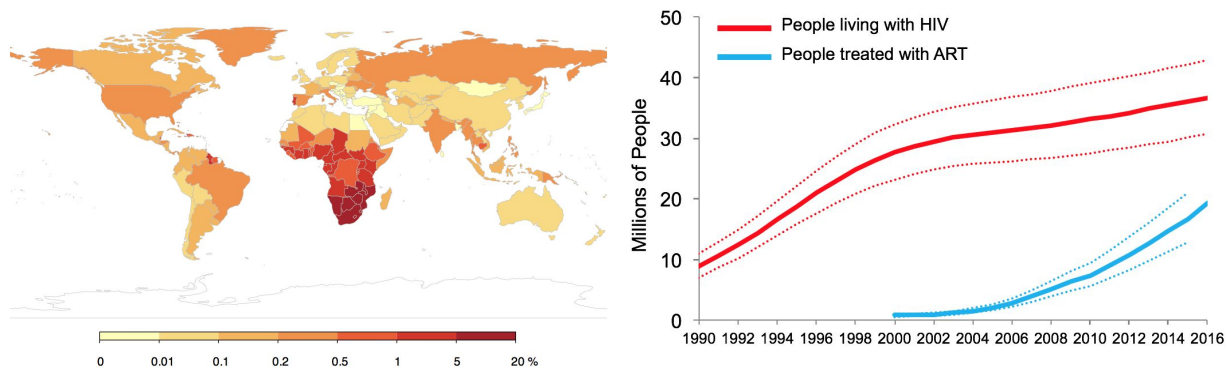 0 0.01 0.1 0.2 0.5 1 5 20 %
Millions of People
50
40
30
20
10
0
People living with HIV
People treated with ART
1990 1992 1994 1996 1998 2000 2002 2004 2006 2008 2010 2012 2014 2016